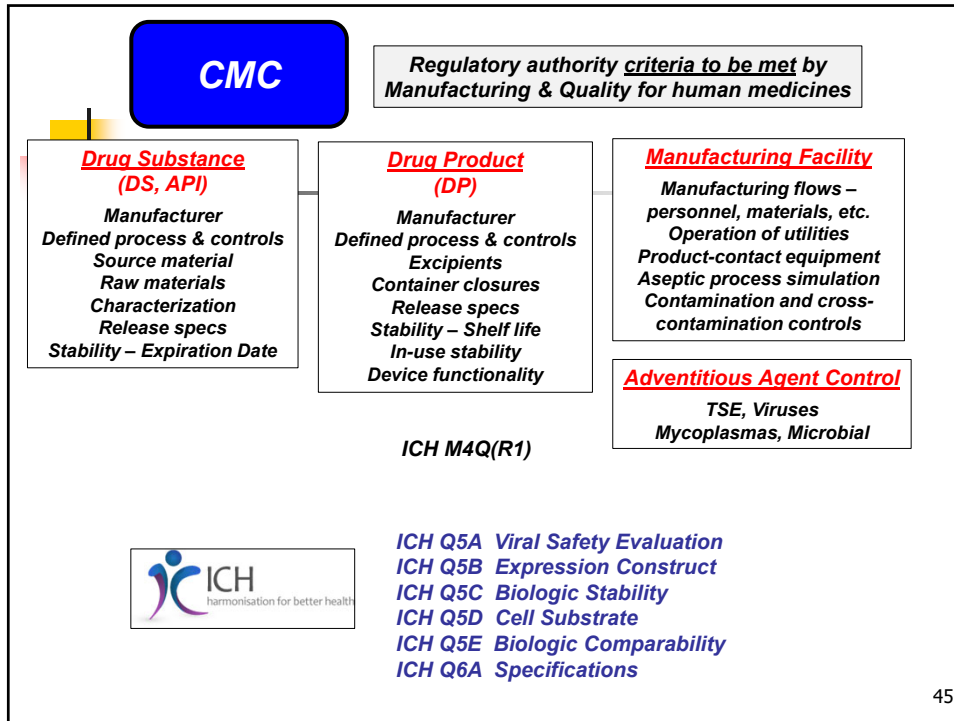 CMC
Regulatory authority criteria to be met by
Manufacturing & Quality for human medicines
Drug Substance
(DS, API)
Manufacturer
Defined process & controls
Source material
Raw materials
Characterization
Release specs
Stability – Expiration Date
Drug Product
(DP)
Manufacturer
Defined process & controls
Excipients
Container closures
Release specs
Stability – Shelf life
In-use stability
Device functionality
Manufacturing Facility
Manufacturing flows –
personnel, materials, etc.
Operation of utilities
Product-contact equipment
Aseptic process simulation
Contamination and cross-
contamination controls
Adventitious Agent Control
TSE, Viruses
Mycoplasmas, Microbial
ICH M4Q(R1)
ICH
harmonisation for better health
ICH Q5A Viral Safety Evaluation
ICH Q5B Expression Construct
ICH Q5C Biologic Stability
ICH Q5D Cell Substrate
ICH Q5E Biologic Comparability
ICH Q6A Specifications
45